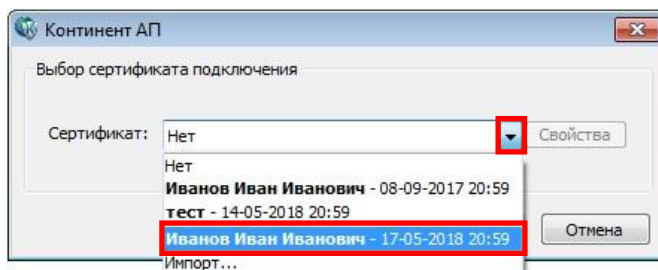 Континент АП
Выбор сертификата подключения
Сертификат: Нет Свойства
Нет
Иванов Иван Иванович - 08-09-2017 20:59
тест - 14-05-2018 20:59
Иванов Иван Иванович - 17-05-2018 20:59
Отмена
Импорт...